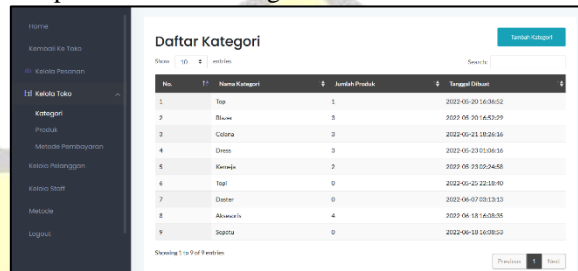 Home
Kembali Ke Toko
Kelola Pesanan
Kelola Toko
Kategori
Produk
Metode Pembayaran
Kelola Pelanggan
Kelola Staff
Metode
Logout
Daftar Kategori
Tambah Kategori
Show 10 entries
Search:
No. Nama Kategori Jumlah Produk Tanggal Dibuat
1 Top 1 2022-05-20 16:36:52
2 Blazer 3 2022-05-20 16:52:29
3 Celana 3 2022-05-21 18:26:16
4 Dress 3 2022-05-23 01:06:16
5 Kemeja 2 2022-05-23 02:24:58
6 Topi 0 2022-05-25 22:18:40
7 Daster 0 2022-06-07 03:13:13
8 Aksesoris 4 2022-06-18 16:08:35
9 Sepatu 0 2022-06-18 16:08:53
Showing 1 to 9 of 9 entries
Previous 1 Next